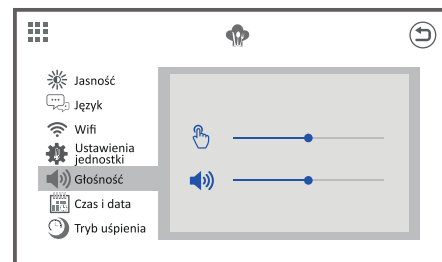 Jasność
Język
Wifi
Ustawienia
jednostki
Głośność
Czas i data
Tryb uśpienia